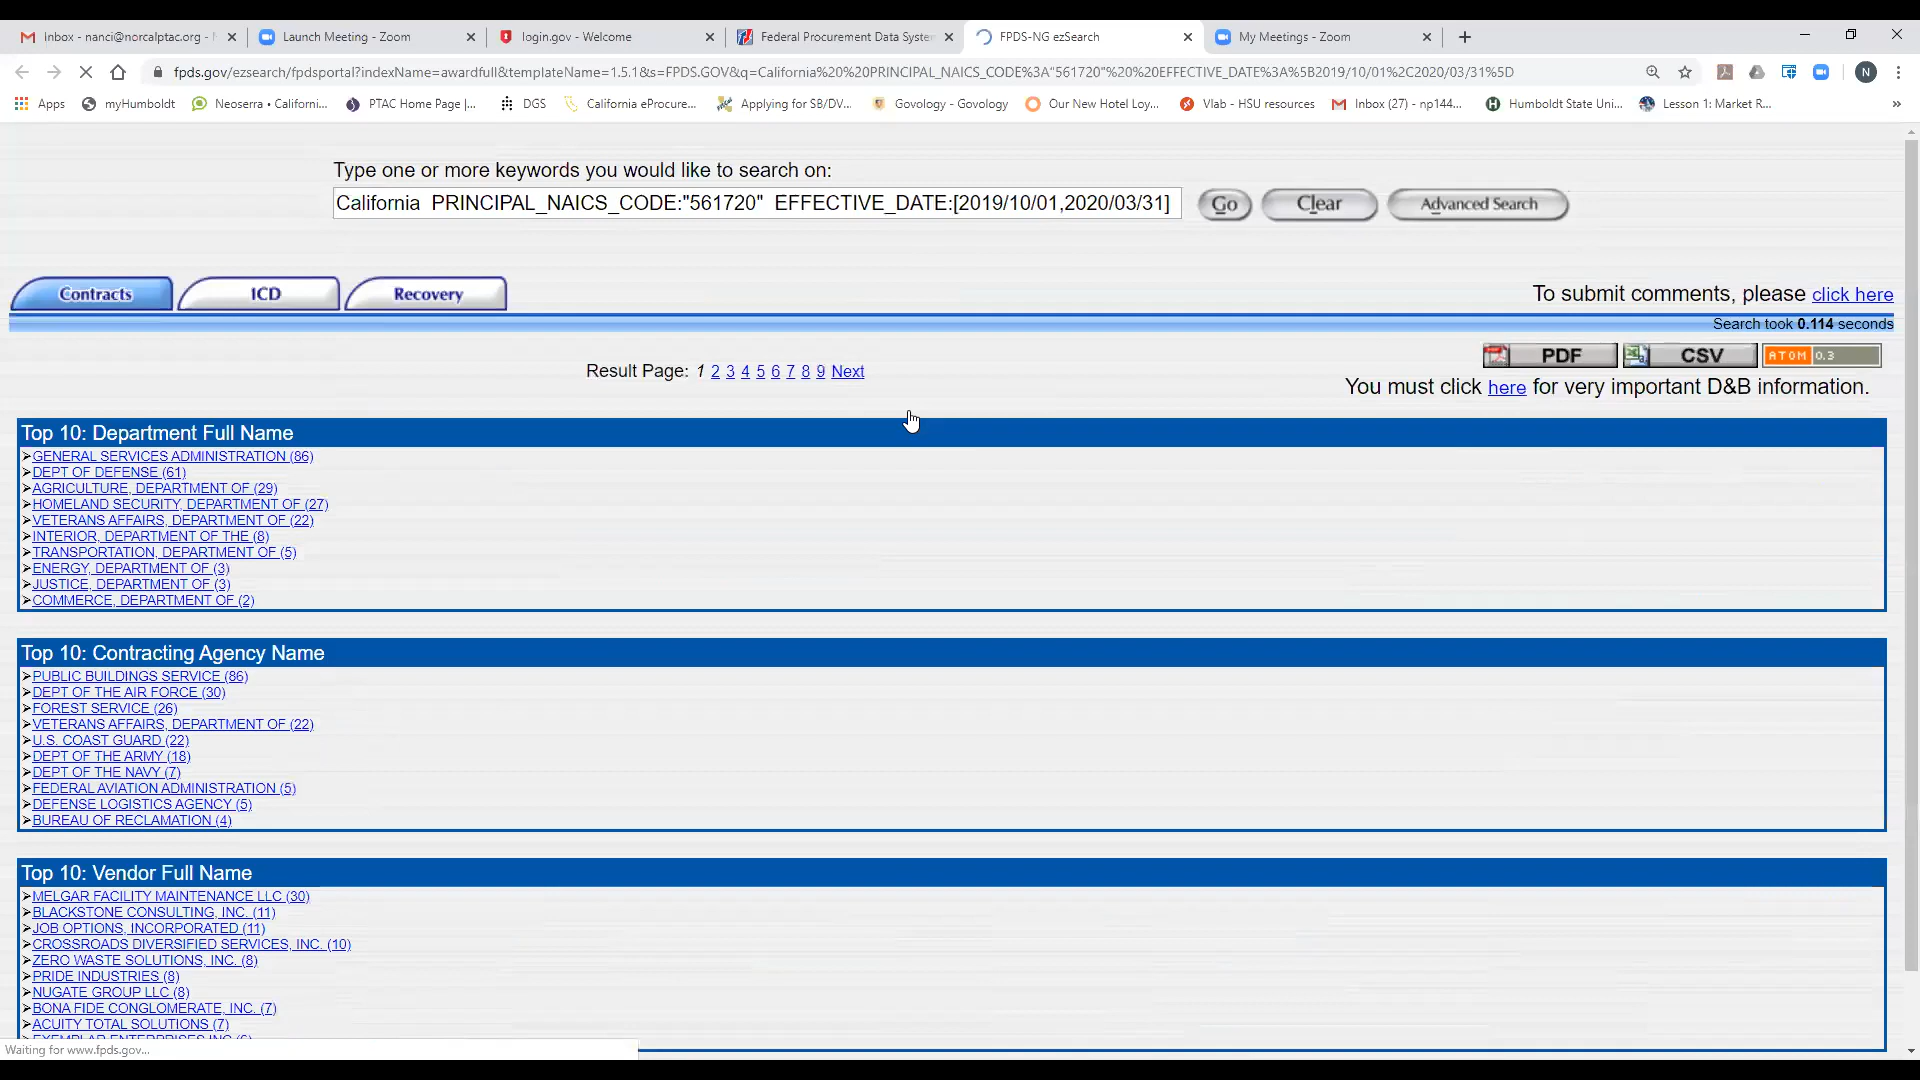 Inbox - nanci@norcalptac.org -
Launch Meeting - Zoom
login.gov - Welcome
Federal Procurement Data System
FPDS-NG ezSearch
My Meetings - Zoom
fpds.gov/ezsearch/fpdsportal?indexName=awardfull&templateName=1.5.1&s=FPDS.GOV&q=California%20%20PRINCIPAL_NAICS_CODE%3A"561720"%20%20EFFECTIVE_DATE%3A%5B2019/10/01%2C2020/03/31%5D
N
Apps
myHumboldt
Neoserra • Californi...
PTAC Home Page |...
DGS
California eProcure...
Applying for SB/DV...
Govology - Govology
Our New Hotel Loy...
Vlab - HSU resources
Inbox (27) - np144...
Humboldt State Uni...
Lesson 1: Market R...
»
Type one or more keywords you would like to search on:
California PRINCIPAL_NAICS_CODE:"561720" EFFECTIVE_DATE:[2019/10/01,2020/03/31]
Go
Clear
Advanced Search
Contracts
ICD
Recovery
To submit comments, please click here
Search took 0.114 seconds
PDF
CSV
ATOM 0.3
Result Page: 1 2 3 4 5 6 7 8 9 Next
You must click here for very important D&B information.
Top 10: Department Full Name
GENERAL SERVICES ADMINISTRATION (86)
DEPT OF DEFENSE (61)
AGRICULTURE, DEPARTMENT OF (29)
HOMELAND SECURITY, DEPARTMENT OF (27)
VETERANS AFFAIRS, DEPARTMENT OF (22)
INTERIOR, DEPARTMENT OF THE (8)
TRANSPORTATION, DEPARTMENT OF (5)
ENERGY, DEPARTMENT OF (3)
JUSTICE, DEPARTMENT OF (3)
COMMERCE, DEPARTMENT OF (2)
Top 10: Contracting Agency Name
PUBLIC BUILDINGS SERVICE (86)
DEPT OF THE AIR FORCE (30)
FOREST SERVICE (26)
VETERANS AFFAIRS, DEPARTMENT OF (22)
U.S. COAST GUARD (22)
DEPT OF THE ARMY (18)
DEPT OF THE NAVY (7)
FEDERAL AVIATION ADMINISTRATION (5)
DEFENSE LOGISTICS AGENCY (5)
BUREAU OF RECLAMATION (4)
Top 10: Vendor Full Name
MELGAR FACILITY MAINTENANCE LLC (30)
BLACKSTONE CONSULTING, INC. (11)
JOB OPTIONS, INCORPORATED (11)
CROSSROADS DIVERSIFIED SERVICES, INC. (10)
ZERO WASTE SOLUTIONS, INC. (8)
PRIDE INDUSTRIES (8)
NUGATE GROUP LLC (8)
BONA FIDE CONGLOMERATE, INC. (7)
ACUITY TOTAL SOLUTIONS (7)
Waiting for www.fpds.gov...